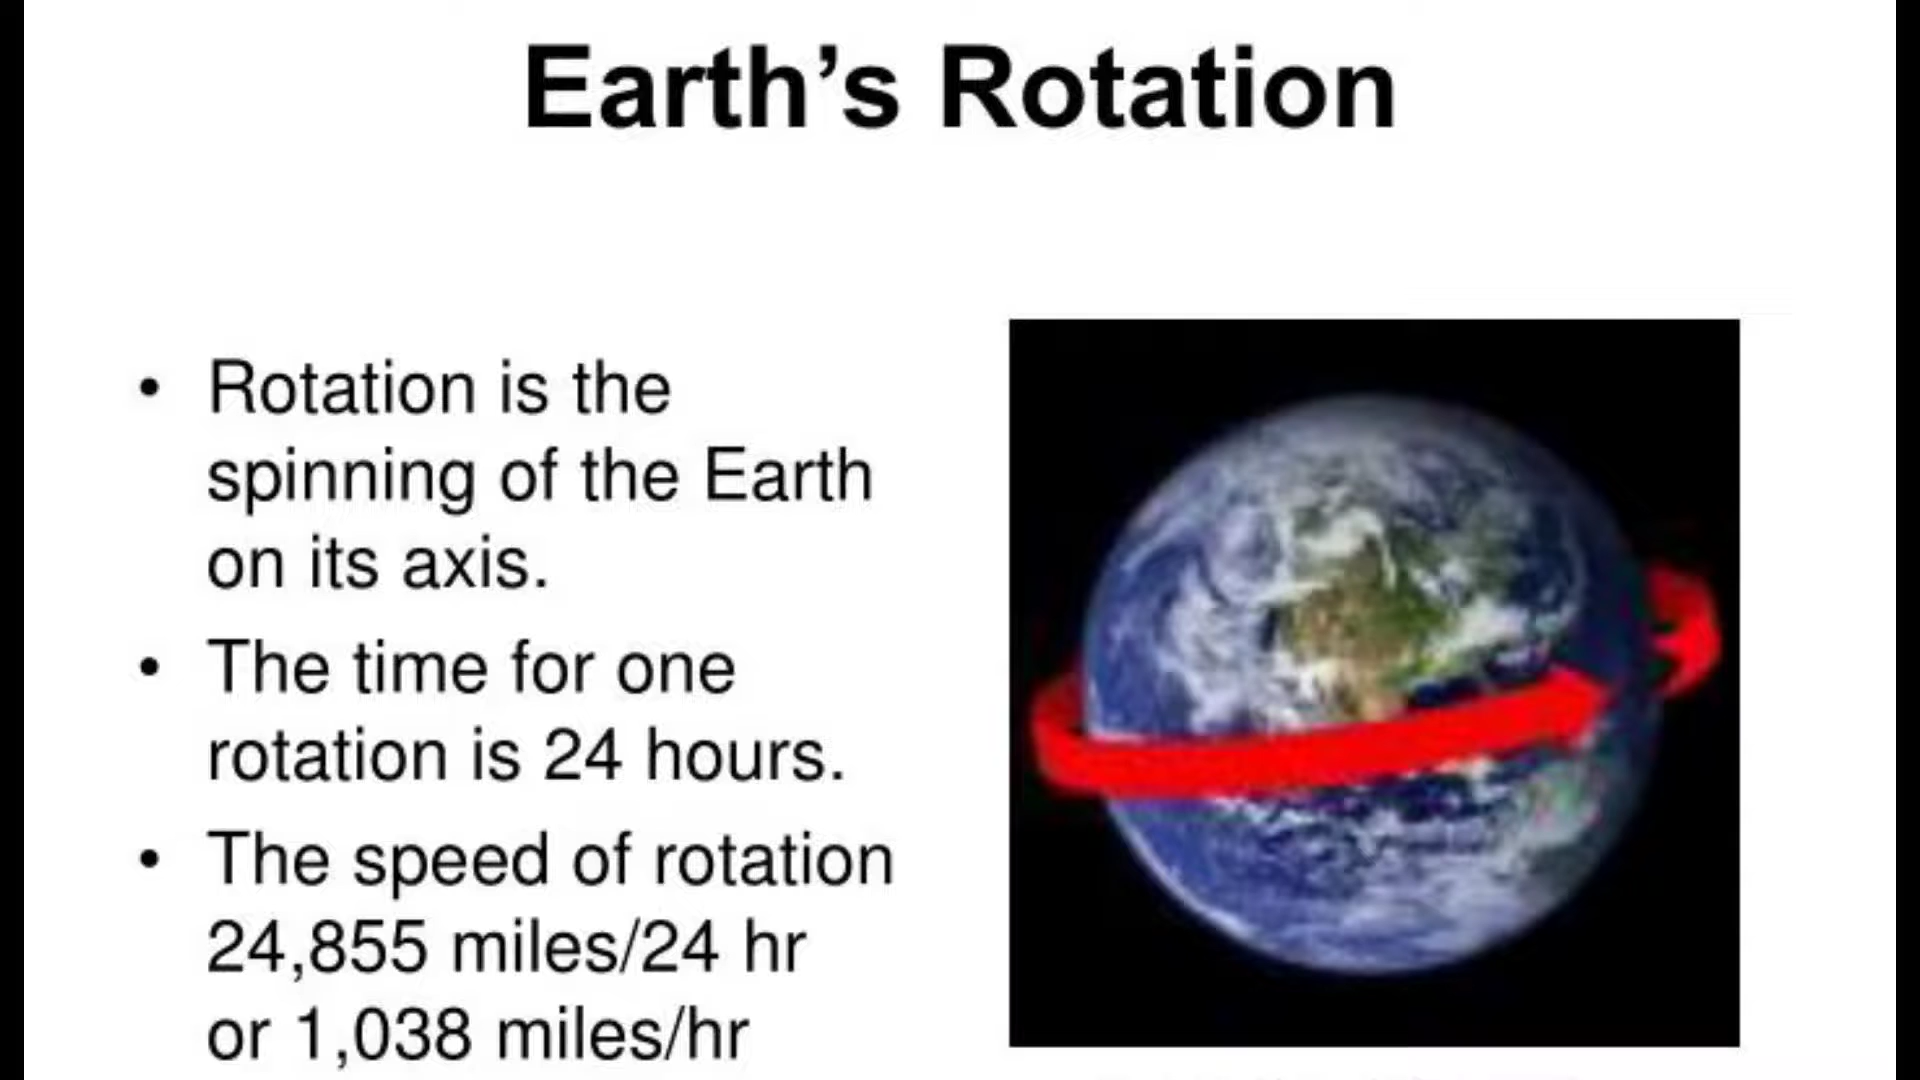 Earth’s Rotation
• Rotation is the
spinning of the Earth
on its axis.
• The time for one
rotation is 24 hours.
• The speed of rotation
24,855 miles/24 hr
or 1,038 miles/hr